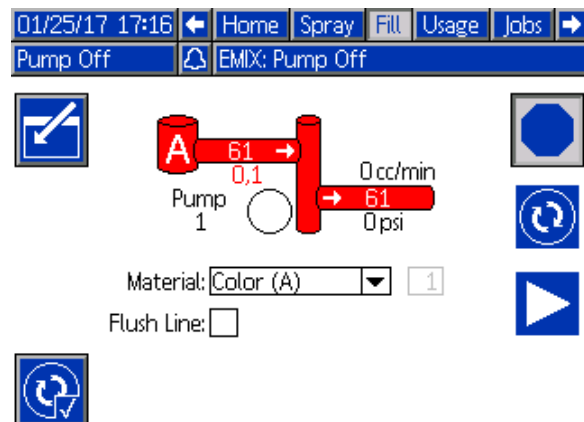 01/25/17 17:16 Home Spray Fill Usage Jobs
Pump Off EMIX: Pump Off
A 61
0,1 0 cc/min
Pump 61
1 0 psi
Material: Color (A) 1
Flush Line: